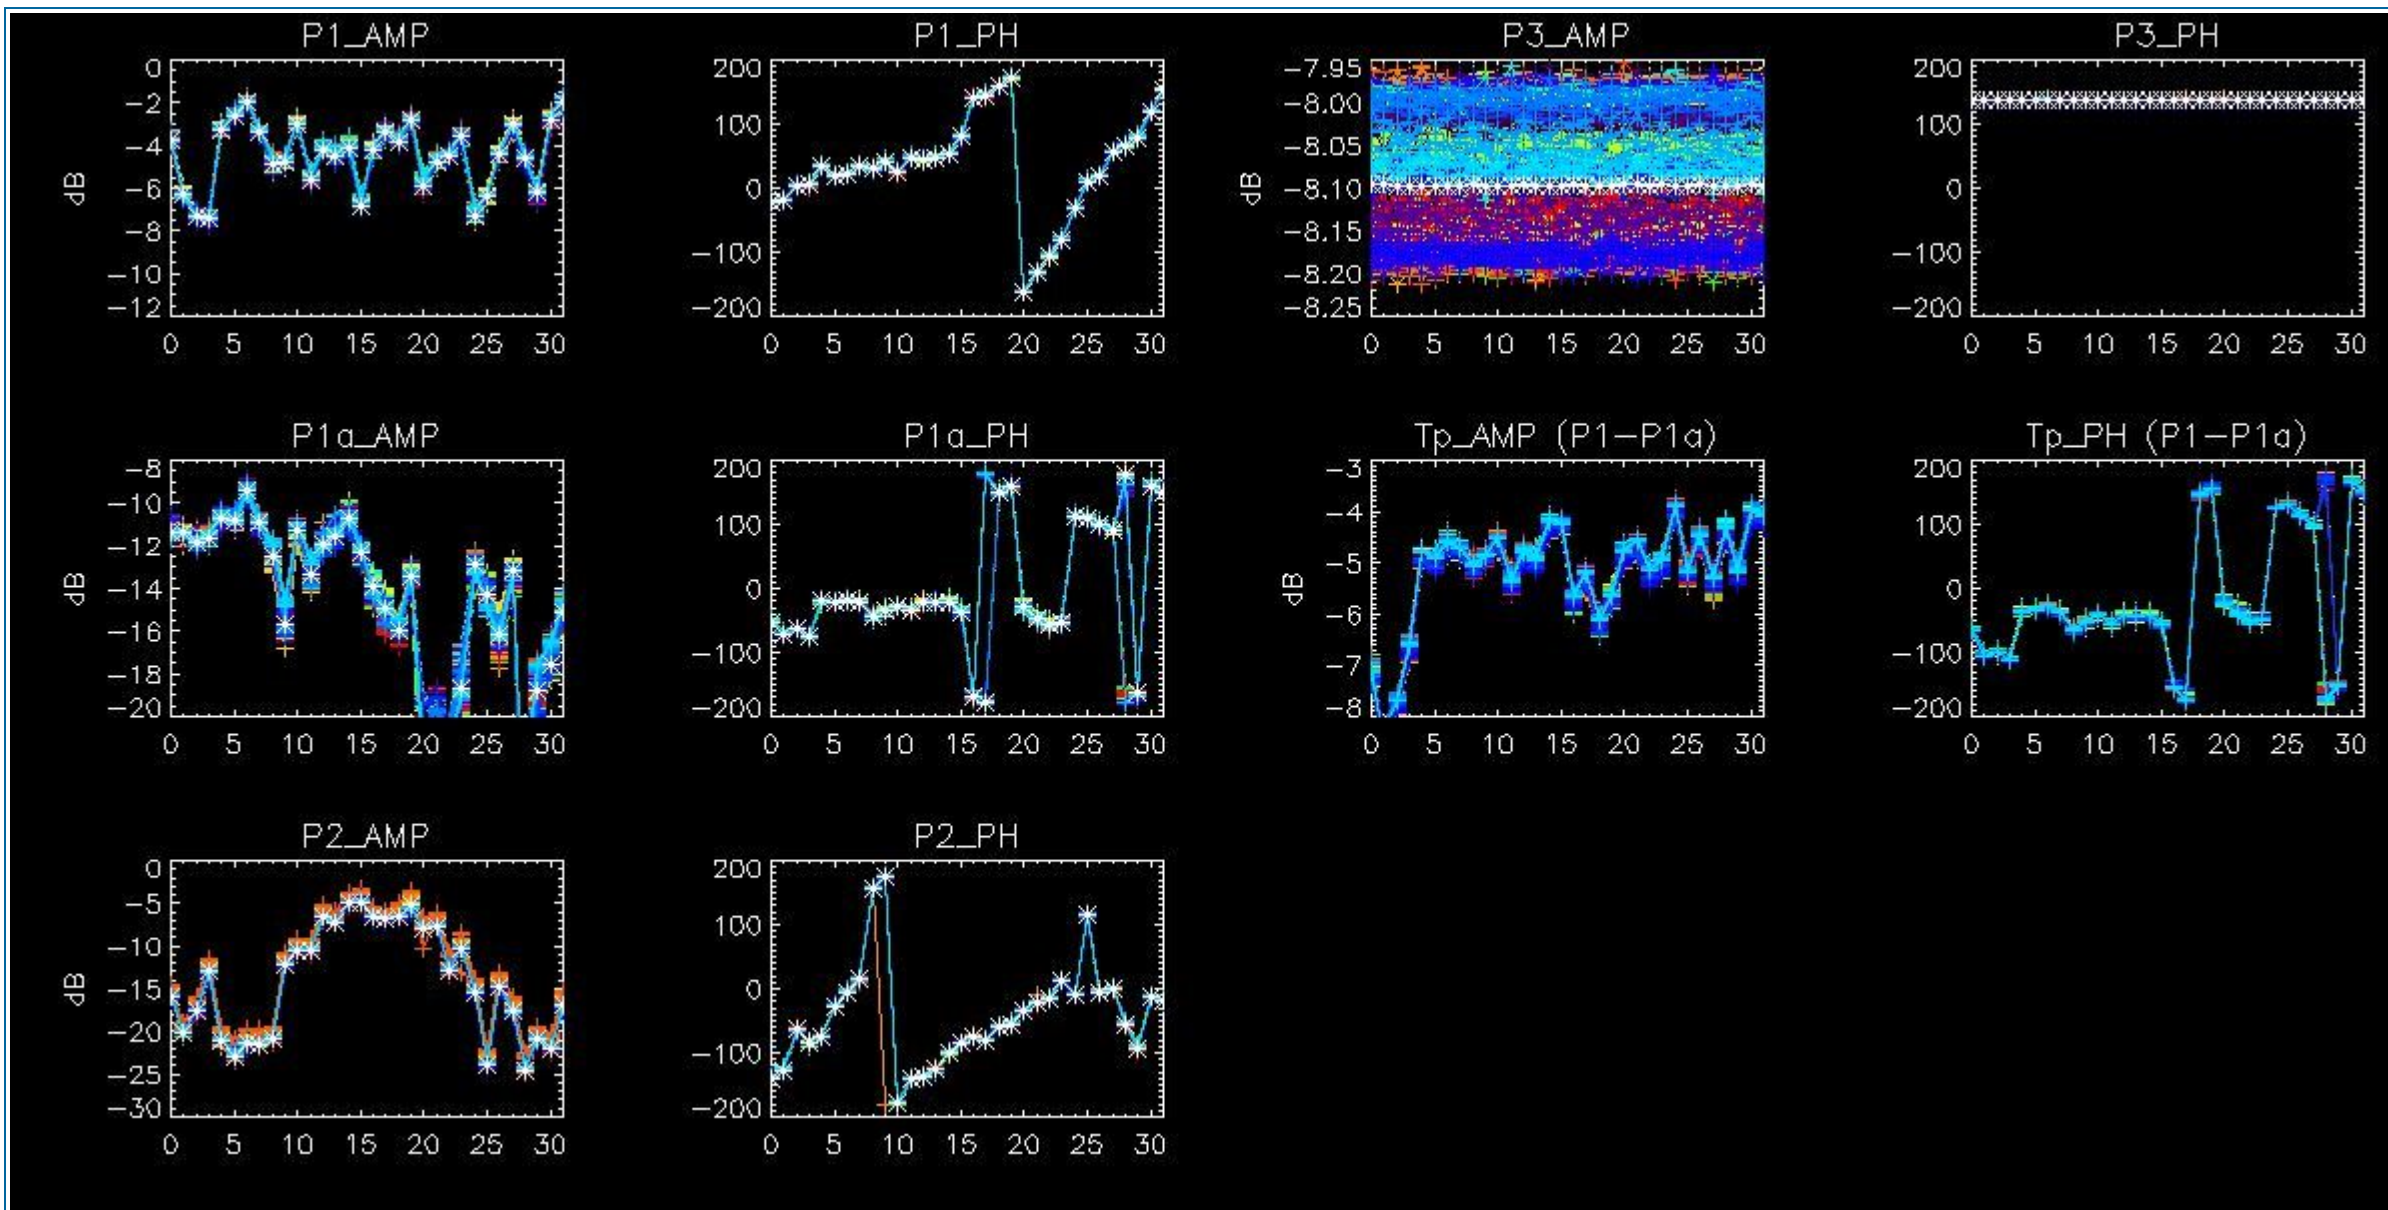 P1_AMP P1_PH P3_AMP P3_PH
0 200 -7.95 200
-2 100 -8.00 100
-4 0 -8.05 0
-6 -100 -8.10 -100
-8 -200 -8.15 -200
-10 -8.20
-12 -8.25
dB dB
0 5 10 15 20 25 30 0 5 10 15 20 25 30 0 5 10 15 20 25 30 0 5 10 15 20 25 30
P1a_AMP P1a_PH Tp_AMP (P1-P1a) Tp_PH (P1-P1a)
-8 200 -3 200
-10 100 -4 100
-12 0 -5 0
-14 -100 -6 -100
-16 -200 -7 -200
-18 -8
-20
dB dB
0 5 10 15 20 25 30 0 5 10 15 20 25 30 0 5 10 15 20 25 30 0 5 10 15 20 25 30
P2_AMP P2_PH
0 200
-5 100
-10 0
-15 -100
-20 -200
-25
-30
dB
0 5 10 15 20 25 30 0 5 10 15 20 25 30